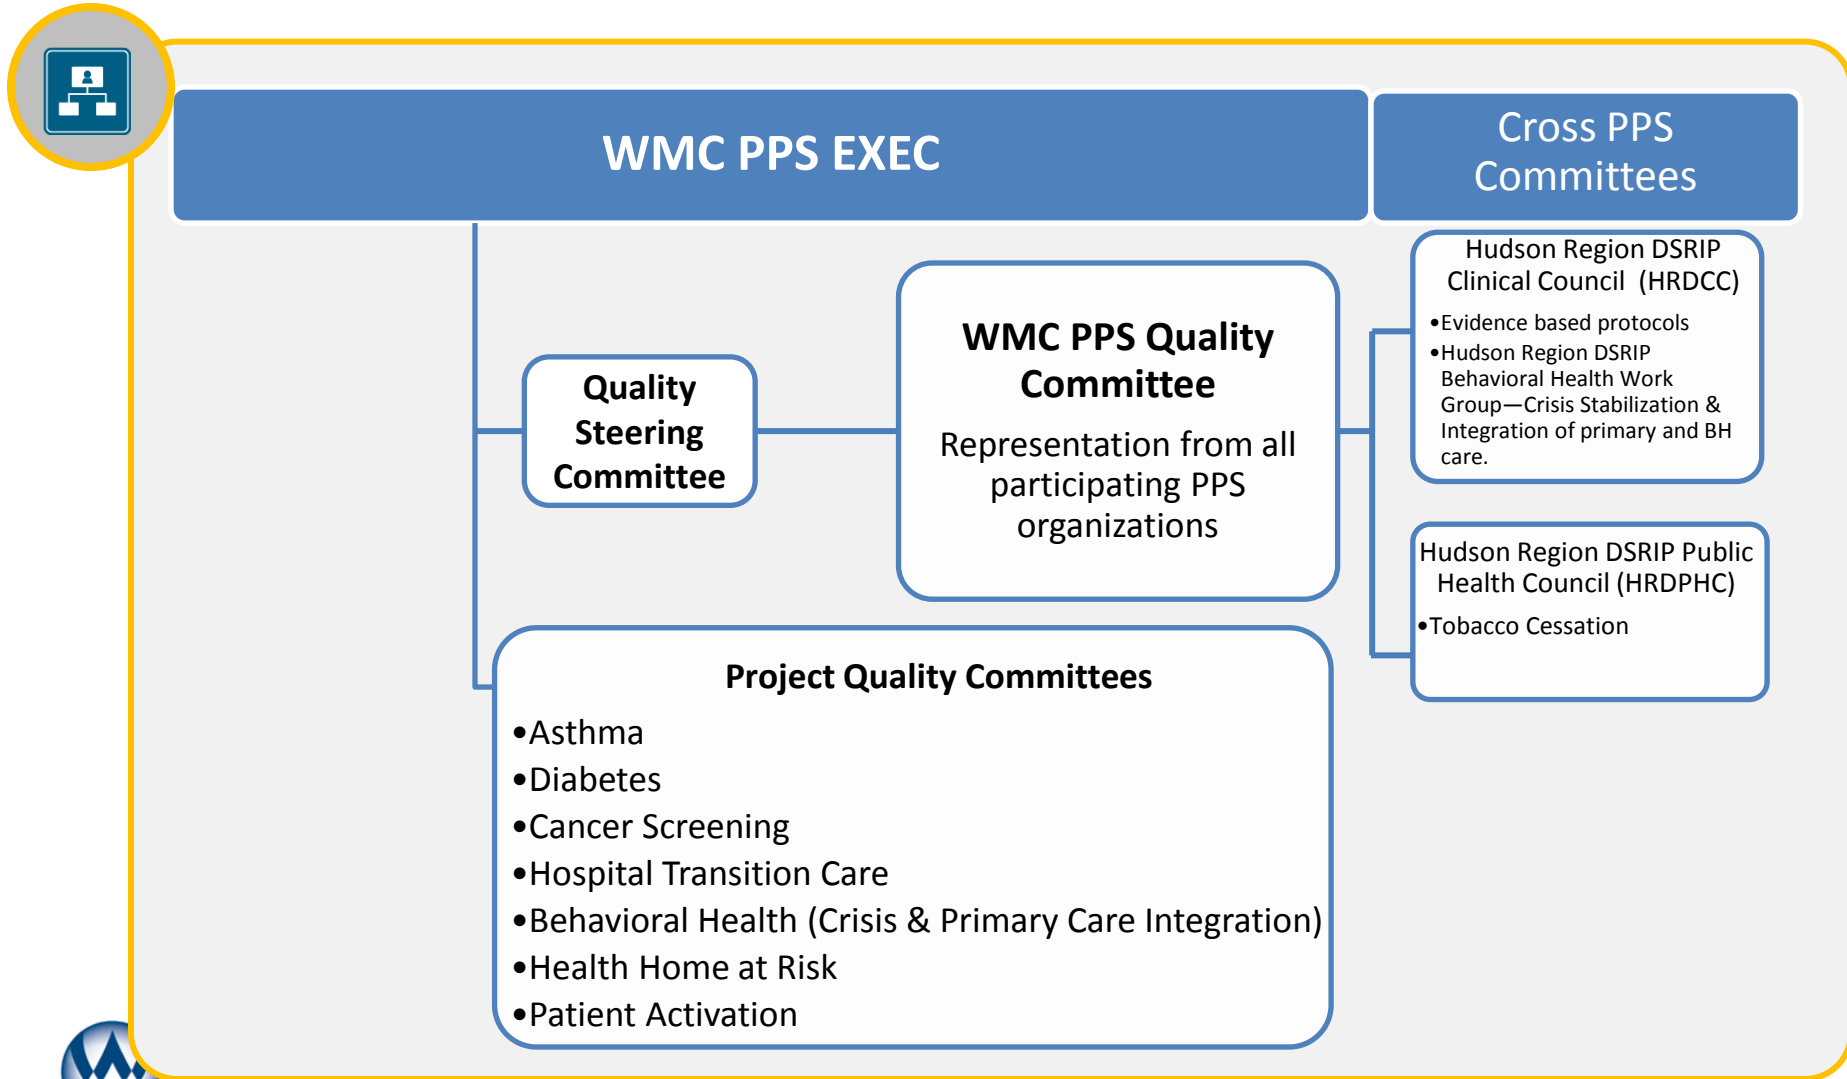 WMC PPS EXEC
Cross PPS
Committees
Quality
Steering
Committee
WMC PPS Quality
Committee
Representation from all
participating PPS
organizations
Hudson Region DSRIP
Clinical Council (HRDCC)
•Evidence based protocols
•Hudson Region DSRIP
Behavioral Health Work
Group—Crisis Stabilization &
Integration of primary and BH
care.
Hudson Region DSRIP Public
Health Council (HRDPHC)
•Tobacco Cessation
Project Quality Committees
•Asthma
•Diabetes
•Cancer Screening
•Hospital Transition Care
•Behavioral Health (Crisis & Primary Care Integration)
•Health Home at Risk
•Patient Activation